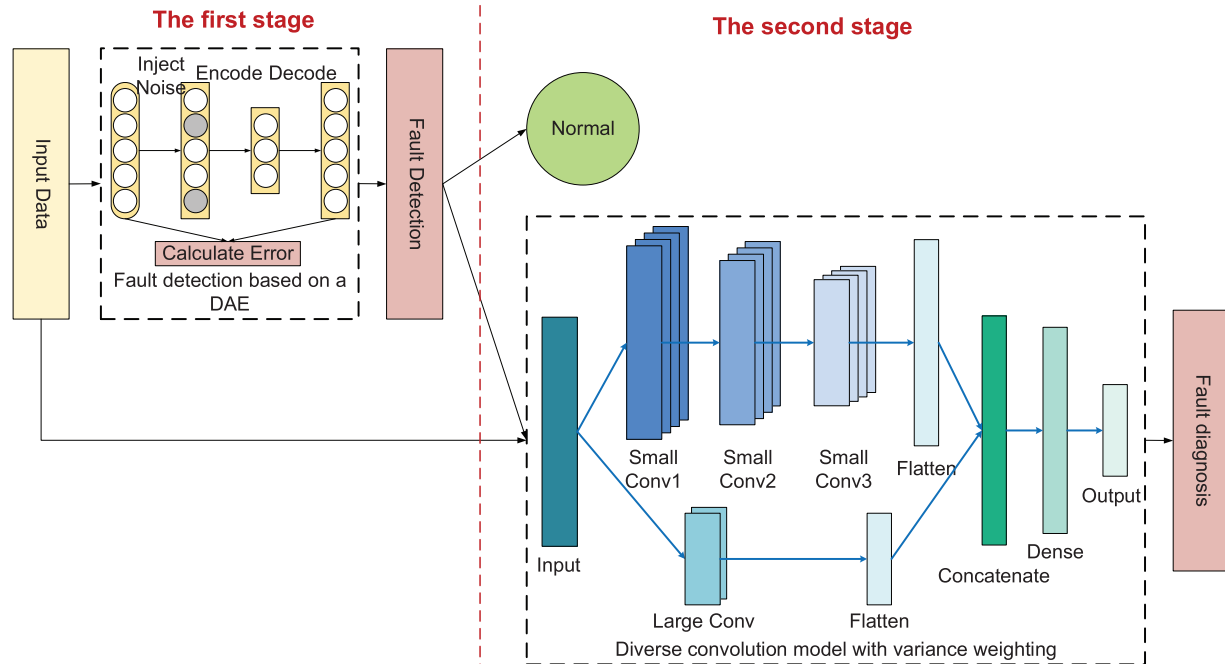 The first stage
The second stage
Input Data
Inject
Noise
Encode Decode
Calculate Error
Fault detection based on a
DAE
Fault Detection
Normal
Small
Conv1
Small
Conv2
Small
Conv3
Flatten
Input
Large Conv
Flatten
Concatenate
Dense
Output
Diverse convolution model with variance weighting
Fault diagnosis